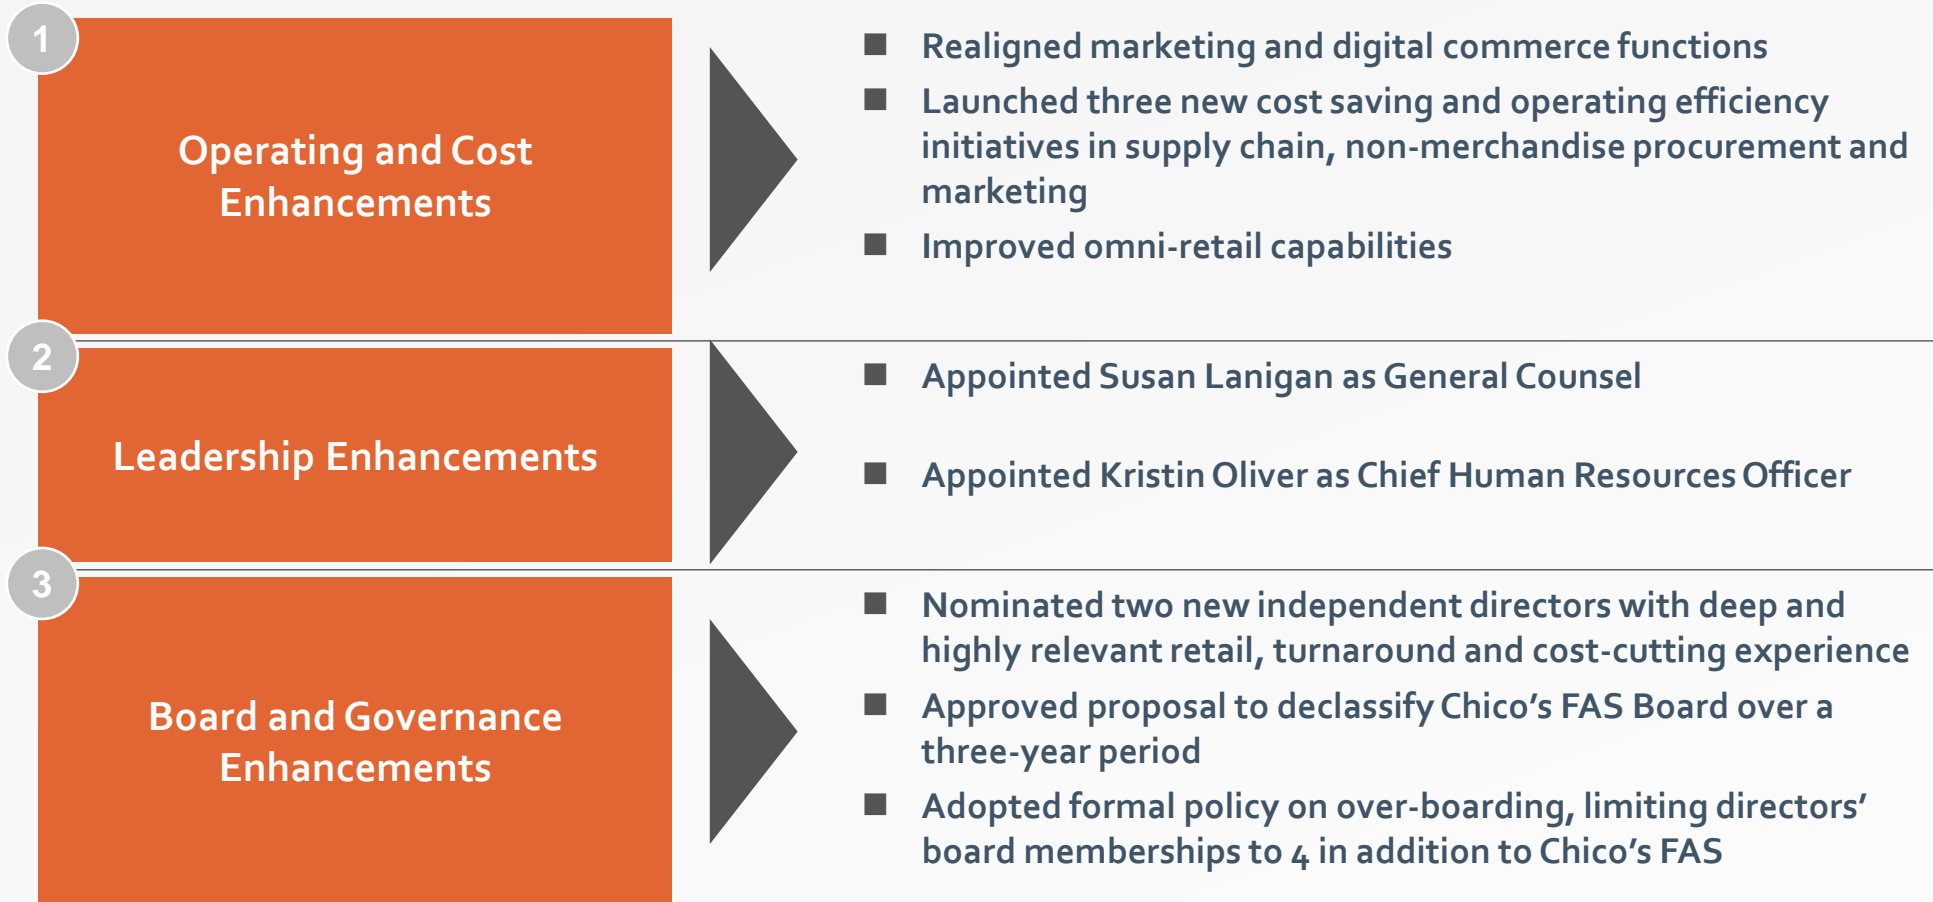 1
Operating and Cost
Enhancements
Realigned marketing and digital commerce functions
Launched three new cost saving and operating efficiency
initiatives in supply chain, non-merchandise procurement and
marketing
Improved omni-retail capabilities
2
Leadership Enhancements
Appointed Susan Lanigan as General Counsel
Appointed Kristin Oliver as Chief Human Resources Officer
3
Board and Governance
Enhancements
Nominated two new independent directors with deep and
highly relevant retail, turnaround and cost-cutting experience
Approved proposal to declassify Chico’s FAS Board over a
three-year period
Adopted formal policy on over-boarding, limiting directors’
board memberships to 4 in addition to Chico’s FAS